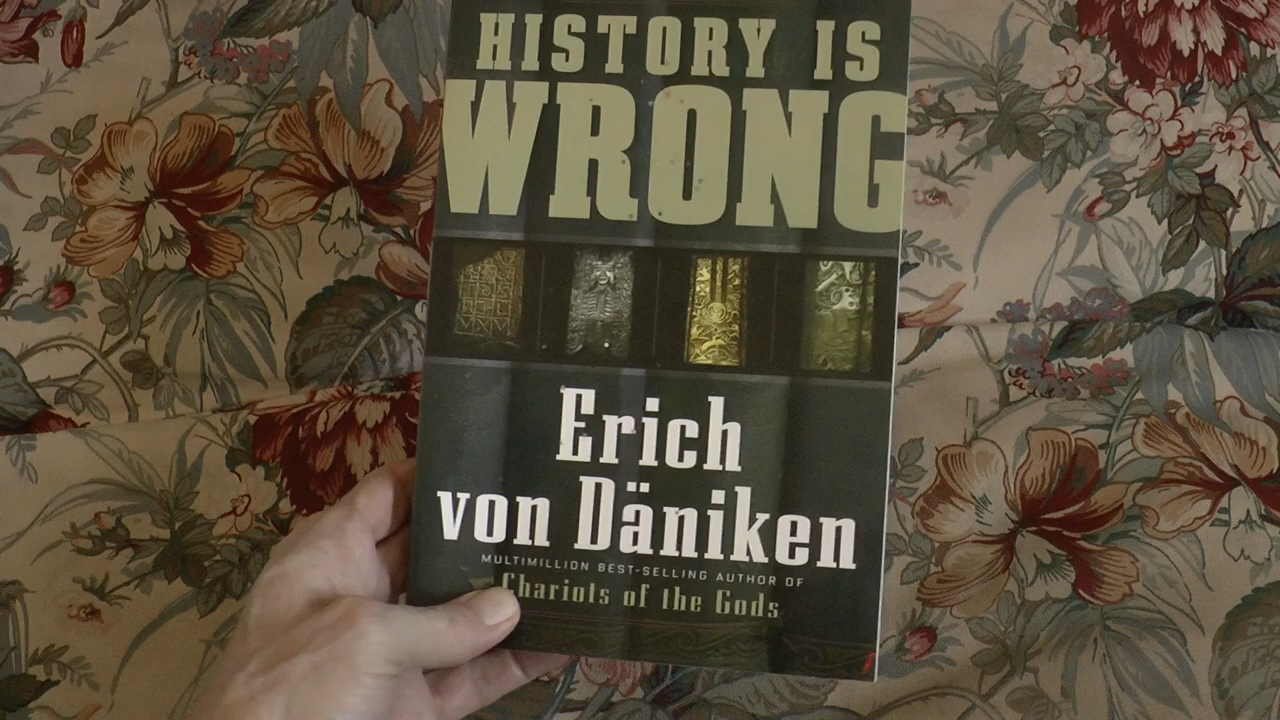 HISTORY IS
WRONG
Erich
von Däniken
MULTIMILLION BEST-SELLING AUTHOR OF
Chariots of the Gods